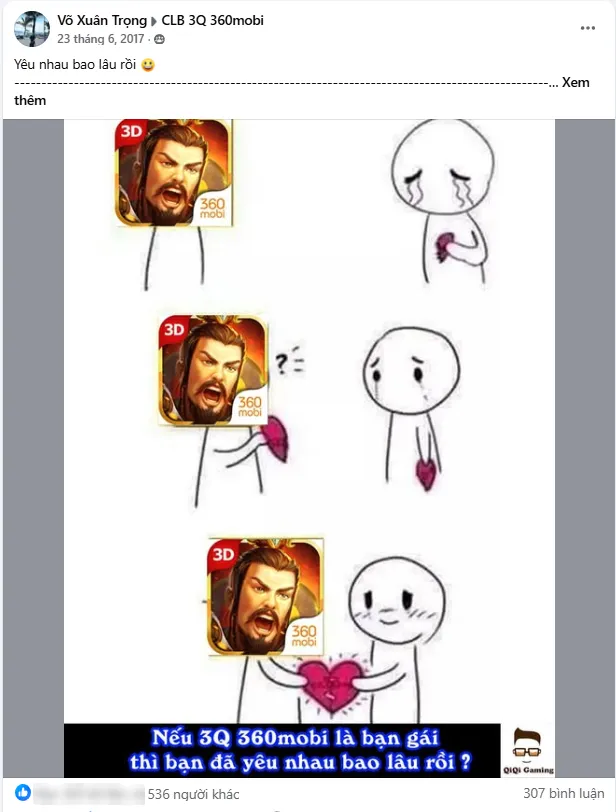 Võ Xuân Trọng ▸ CLB 3Q 360mobi
23 tháng 6, 2017 ·
Yêu nhau bao lâu rồi 😀
--------------------------------------------------------------------------------------------------... Xem
thêm
3D
360
mobi
3D
?
360
mobi
3D
360
mobi
Nếu 3Q 360mobi là bạn gái
thì bạn đã yêu nhau bao lâu rồi ?
QiQi Gaming
536 người khác
307 bình luận